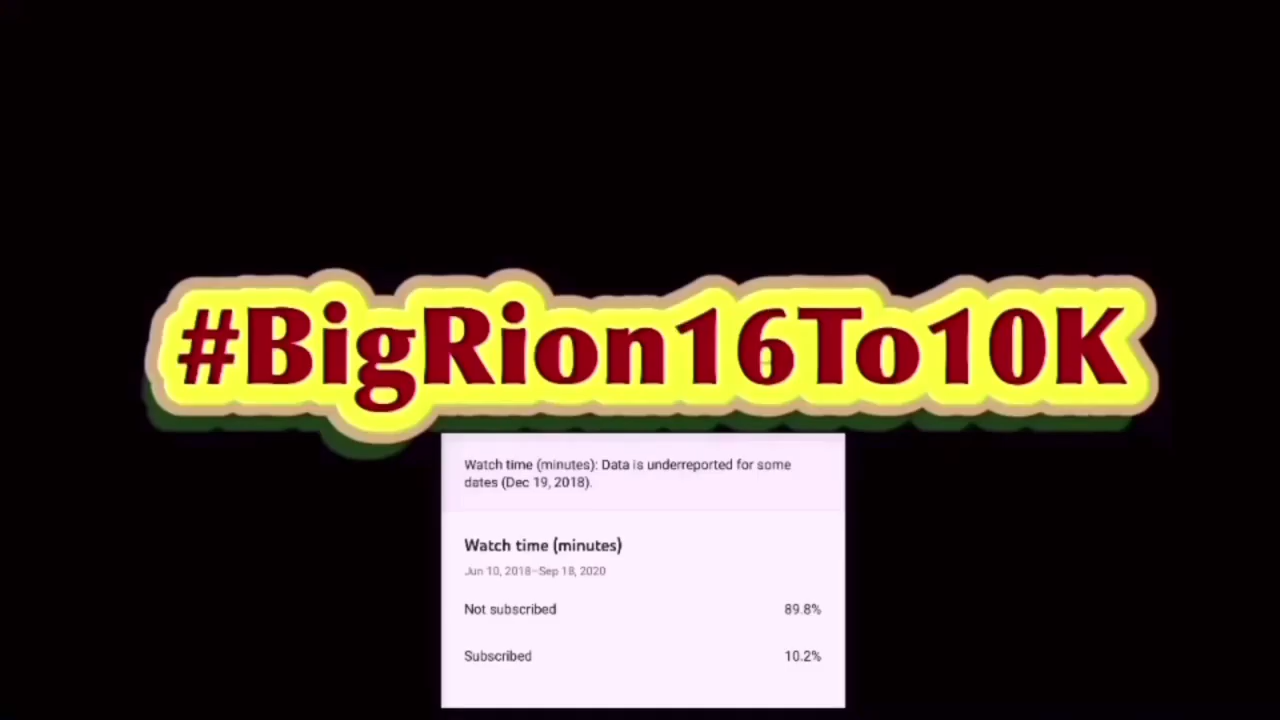 #BigRion16To10K
Watch time (minutes): Data is underreported for some
dates (Dec 19, 2018).
Watch time (minutes)
Jun 10, 2018–Sep 18, 2020
Not subscribed 89.8%
Subscribed 10.2%